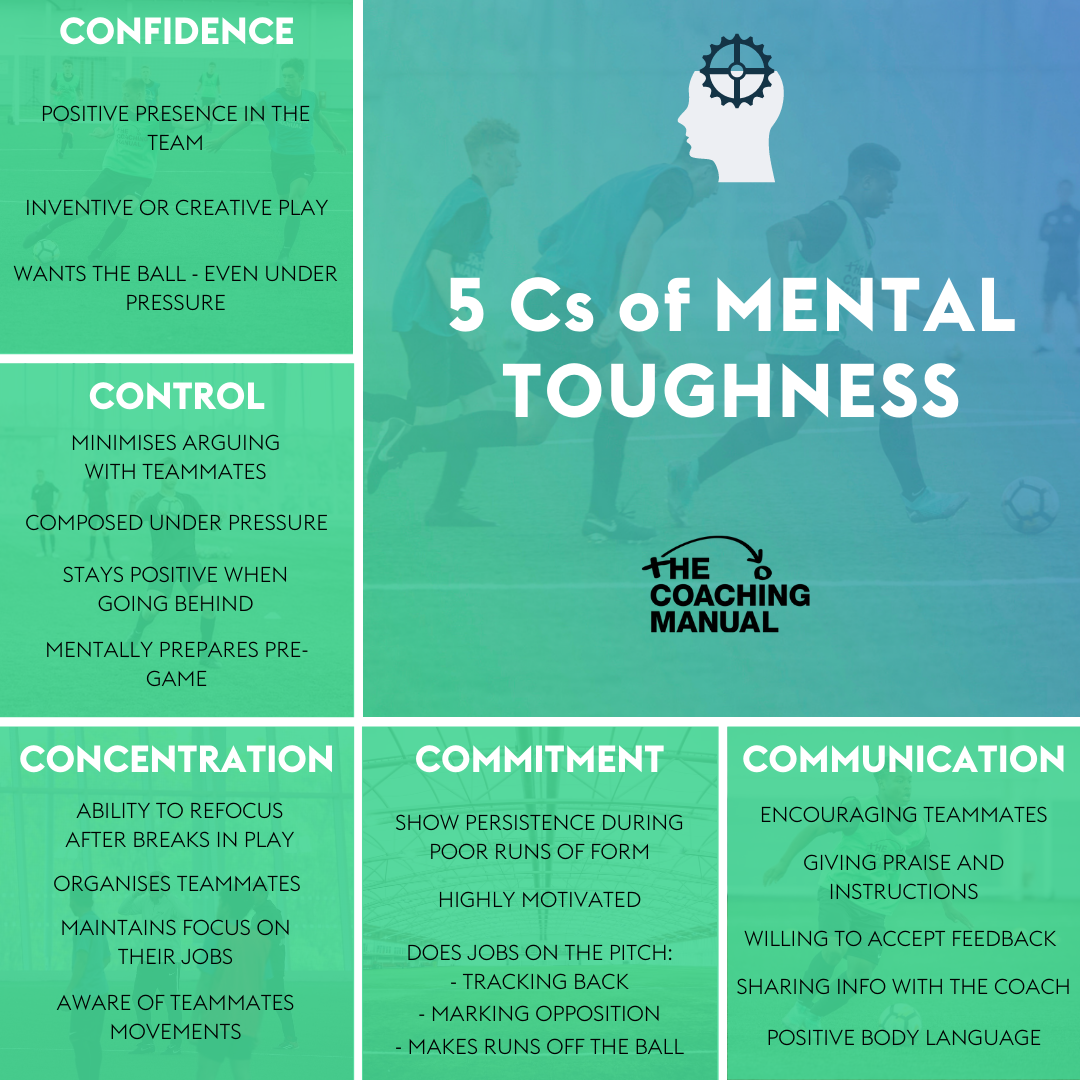 CONFIDENCE
POSITIVE PRESENCE IN THE
TEAM
INVENTIVE OR CREATIVE PLAY
WANTS THE BALL - EVEN UNDER
PRESSURE
5 Cs of MENTAL
TOUGHNESS
THE
COACHING
MANUAL
CONTROL
MINIMISES ARGUING
WITH TEAMMATES
COMPOSED UNDER PRESSURE
STAYS POSITIVE WHEN
GOING BEHIND
MENTALLY PREPARES PRE-
GAME
CONCENTRATION
ABILITY TO REFOCUS
AFTER BREAKS IN PLAY
ORGANISES TEAMMATES
MAINTAINS FOCUS ON
THEIR JOBS
AWARE OF TEAMMATES
MOVEMENTS
COMMITMENT
SHOW PERSISTENCE DURING
POOR RUNS OF FORM
HIGHLY MOTIVATED
DOES JOBS ON THE PITCH:
- TRACKING BACK
- MARKING OPPOSITION
- MAKES RUNS OFF THE BALL
COMMUNICATION
ENCOURAGING TEAMMATES
GIVING PRAISE AND
INSTRUCTIONS
WILLING TO ACCEPT FEEDBACK
SHARING INFO WITH THE COACH
POSITIVE BODY LANGUAGE